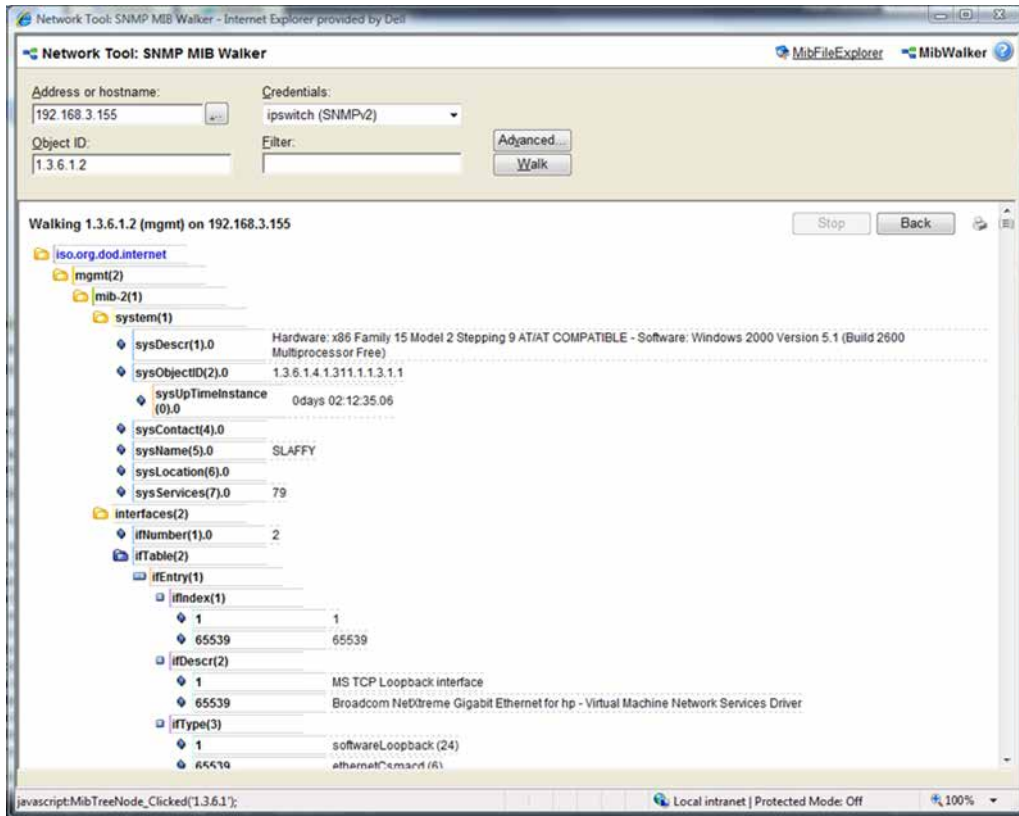 Network Tool: SNMP MIB Walker - Internet Explorer provided by Dell
Network Tool: SNMP MIB Walker
MibFileExplorer
MibWalker
Address or hostname:
Credentials:
192.168.3.155
...
ipswitch (SNMPv2)
Object ID:
Filter:
Advanced...
1.3.6.1.2
Walk
Walking 1.3.6.1.2 (mgmt) on 192.168.3.155
Stop
Back
iso.org.dod.internet
mgmt(2)
mib-2(1)
system(1)
sysDescr(1).0
Hardware: x86 Family 15 Model 2 Stepping 9 AT/AT COMPATIBLE - Software: Windows 2000 Version 5.1 (Build 2600
Multiprocessor Free)
sysObjectID(2).0 1.3.6.1.4.1.311.1.1.3.1.1
sysUpTimeInstance
(0).0
0days 02:12:35.06
sysContact(4).0
sysName(5).0 SLAFFY
sysLocation(6).0
sysServices(7).0 79
interfaces(2)
ifNumber(1).0 2
ifTable(2)
ifEntry(1)
ifIndex(1)
1 1
65539 65539
ifDescr(2)
1 MS TCP Loopback interface
65539 Broadcom NetXtreme Gigabit Ethernet for hp - Virtual Machine Network Services Driver
ifType(3)
1 softwareLoopback (24)
65539 ethernetCsmacd (6)
javascript:MibTreeNode_Clicked('1.3.6.1');
Local intranet | Protected Mode: Off
100%